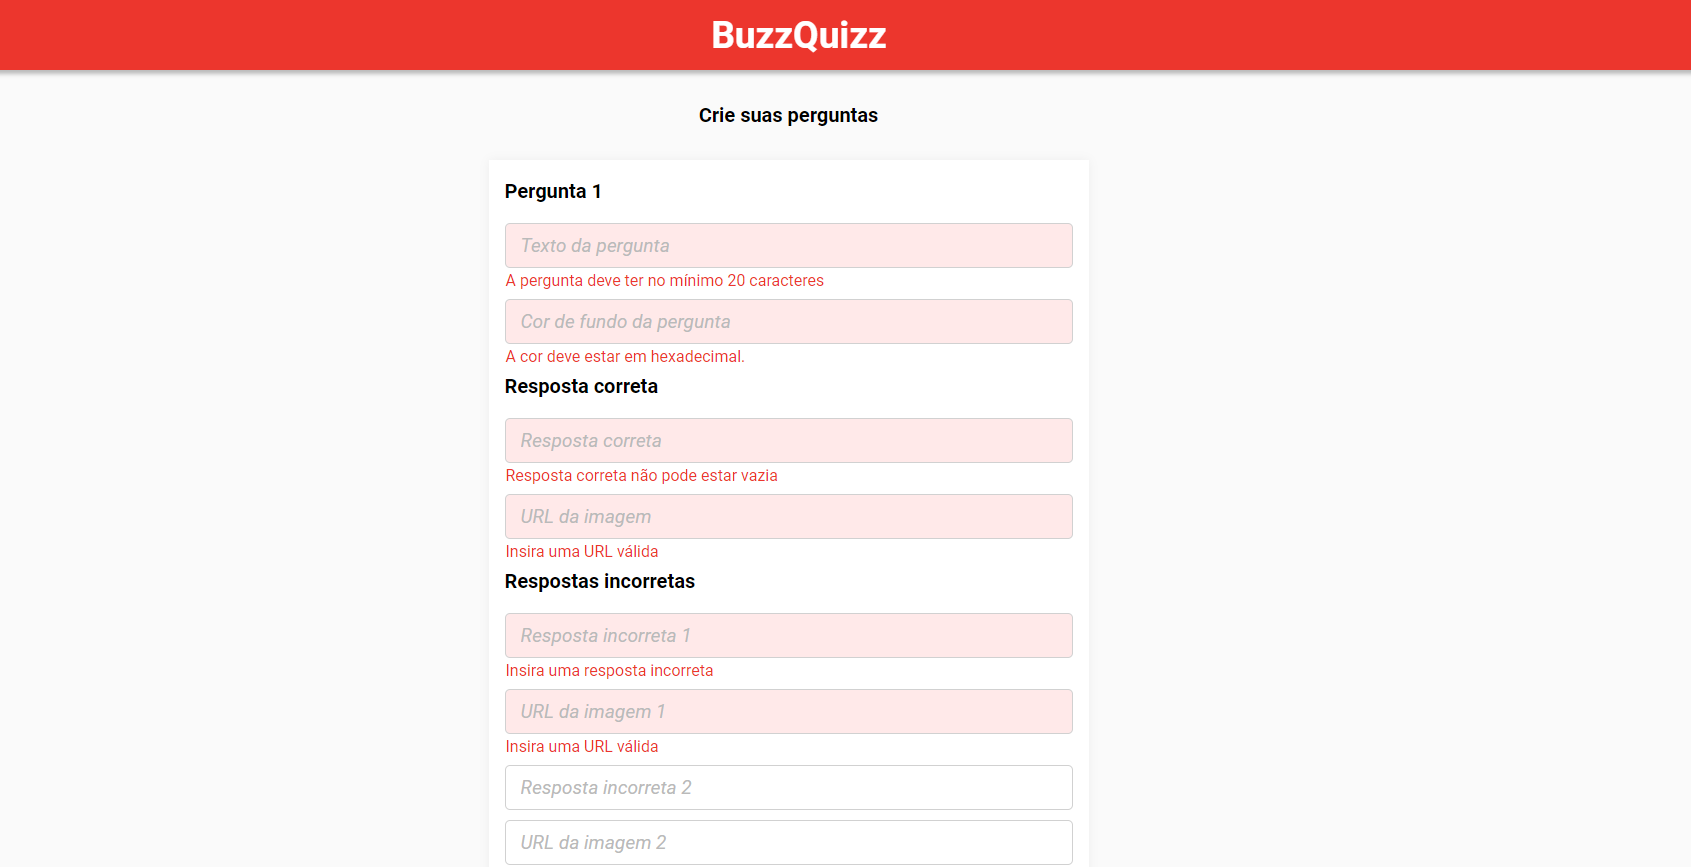 BuzzQuizz
Crie suas perguntas
Pergunta 1
Texto da pergunta
A pergunta deve ter no mínimo 20 caracteres
Cor de fundo da pergunta
A cor deve estar em hexadecimal.
Resposta correta
Resposta correta
Resposta correta não pode estar vazia
URL da imagem
Insira uma URL válida
Respostas incorretas
Resposta incorreta 1
Insira uma resposta incorreta
URL da imagem 1
Insira uma URL válida
Resposta incorreta 2
URL da imagem 2